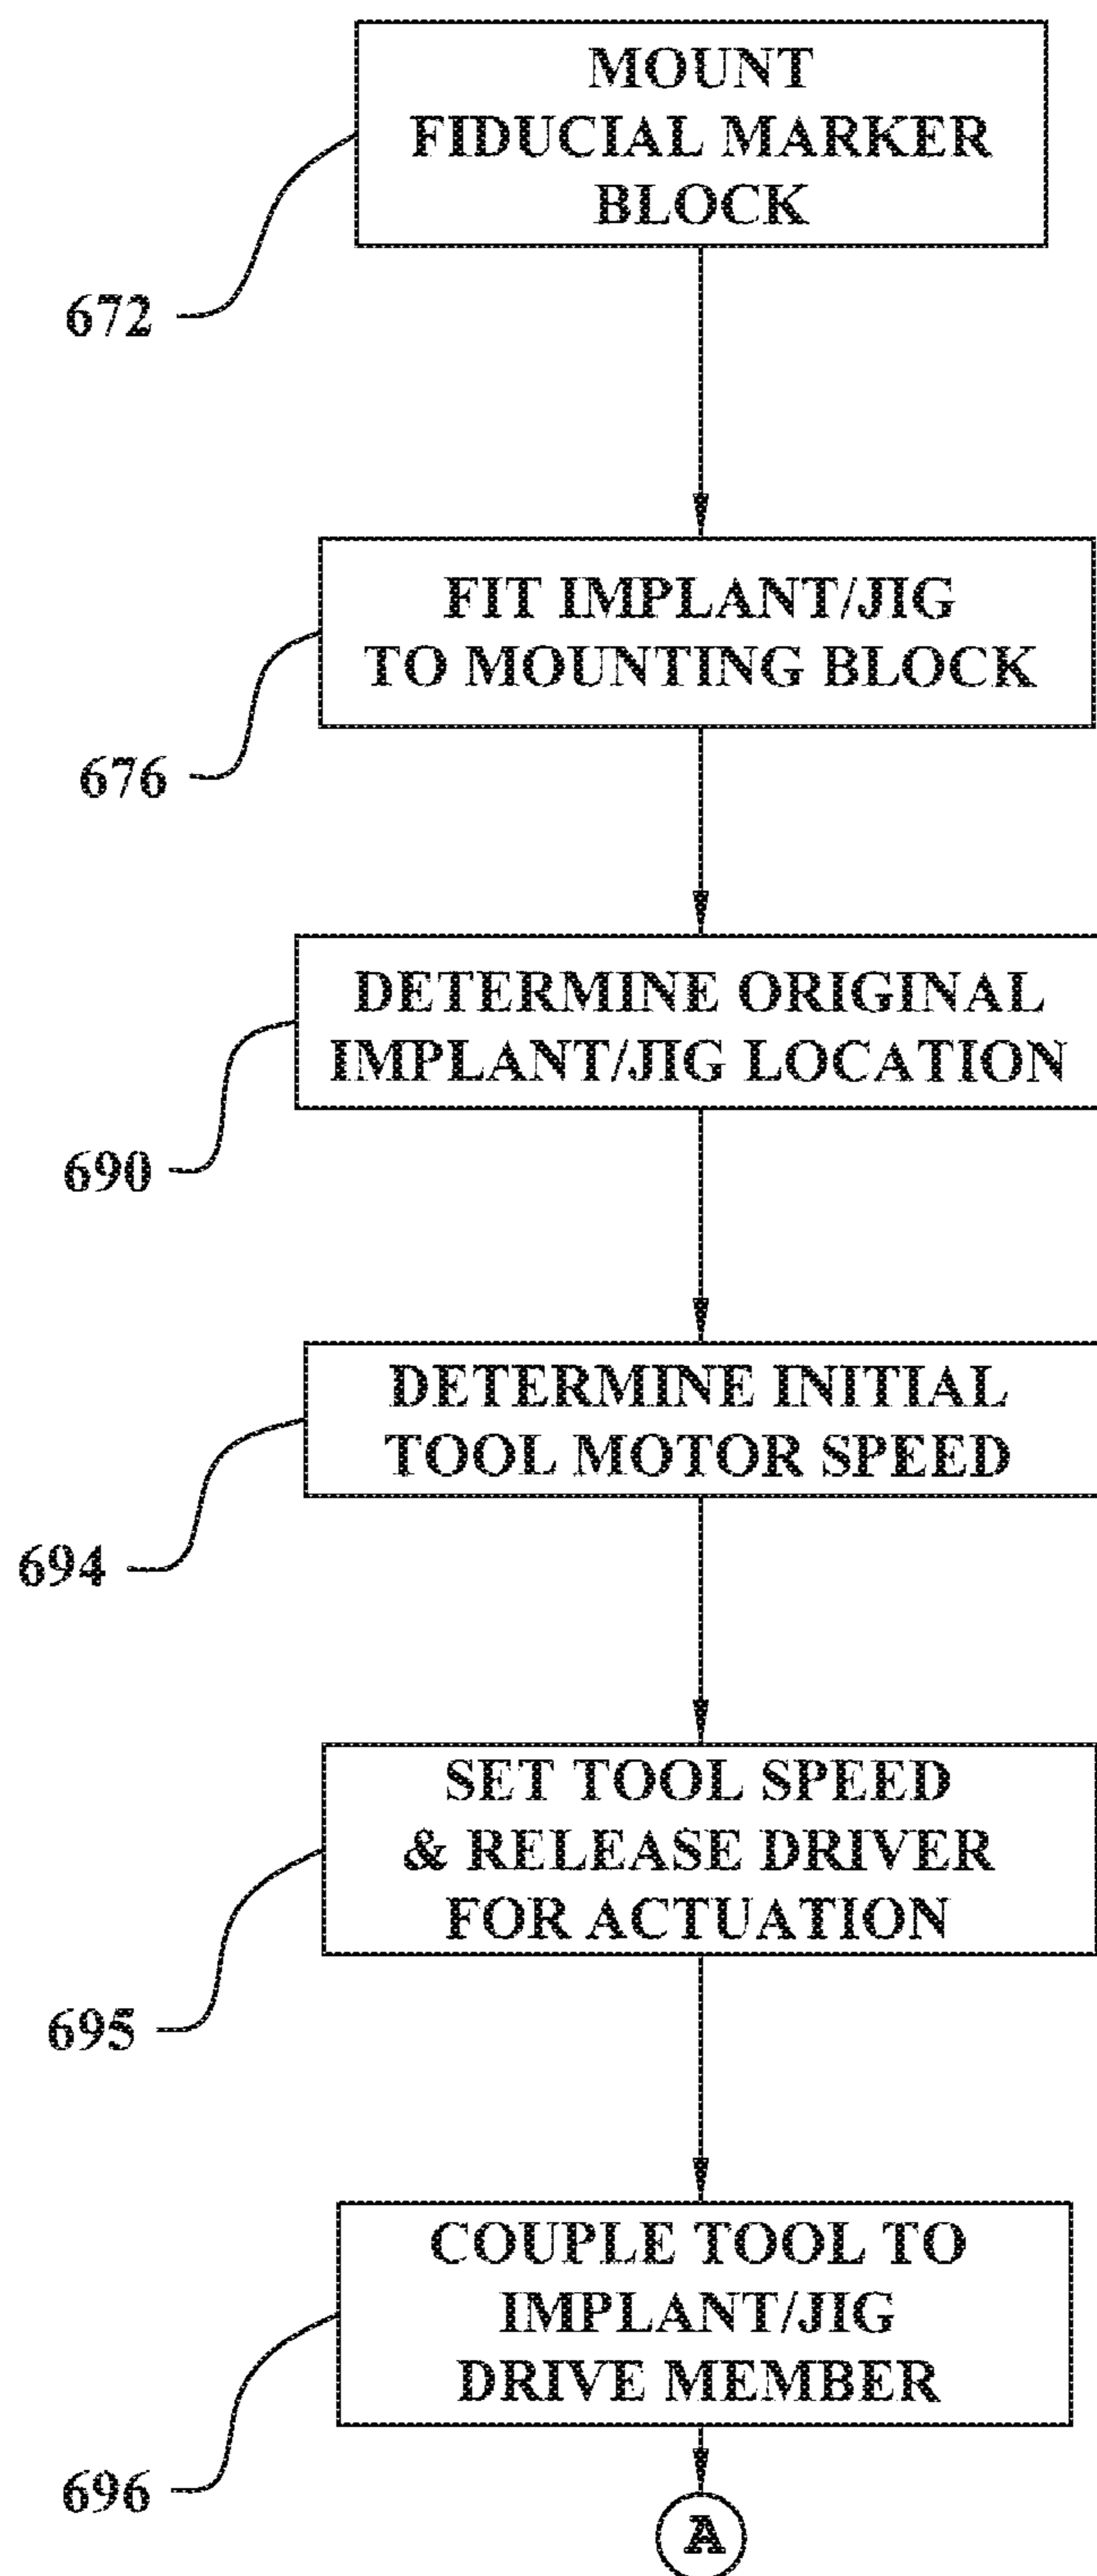 MOUNT
FIDUCIAL MARKER
BLOCK
672
FIT IMPLANT/JIG
TO MOUNTING BLOCK
676
DETERMINE ORIGINAL
IMPLANT/JIG LOCATION
690
DETERMINE INITIAL
TOOL MOTOR SPEED
694
SET TOOL SPEED
& RELEASE DRIVER
FOR ACTUATION
695
COUPLE TOOL TO
IMPLANT/JIG
DRIVE MEMBER
696
A